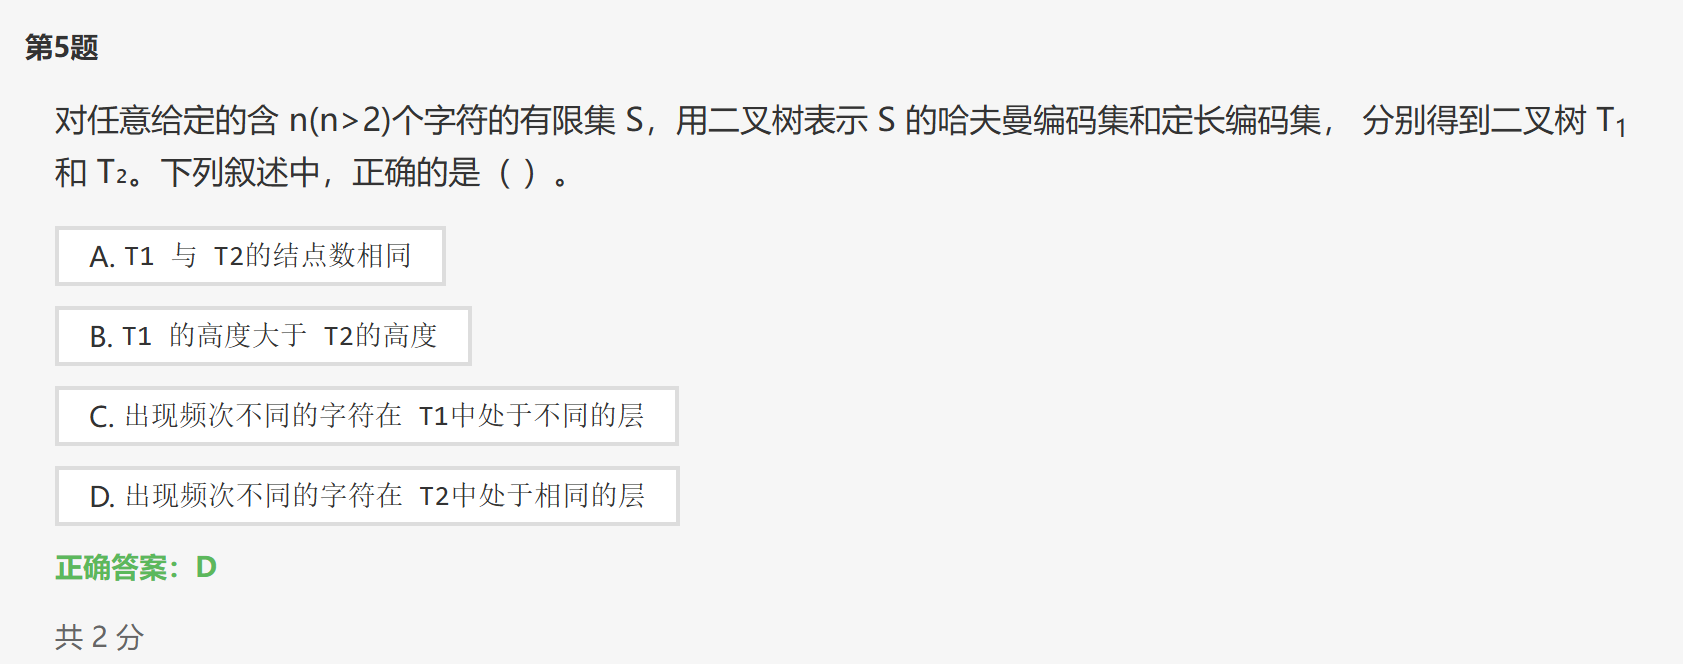 第5题
对任意给定的含 n(n>2)个字符的有限集 S，用二叉树表示 S 的哈夫曼编码集和定长编码集， 分别得到二叉树 T₁
和 T₂。下列叙述中，正确的是（ ）。
A. T1 与 T2的结点数相同
B. T1 的高度大于 T2的高度
C. 出现频次不同的字符在 T1中处于不同的层
D. 出现频次不同的字符在 T2中处于相同的层
正确答案：D
共 2 分